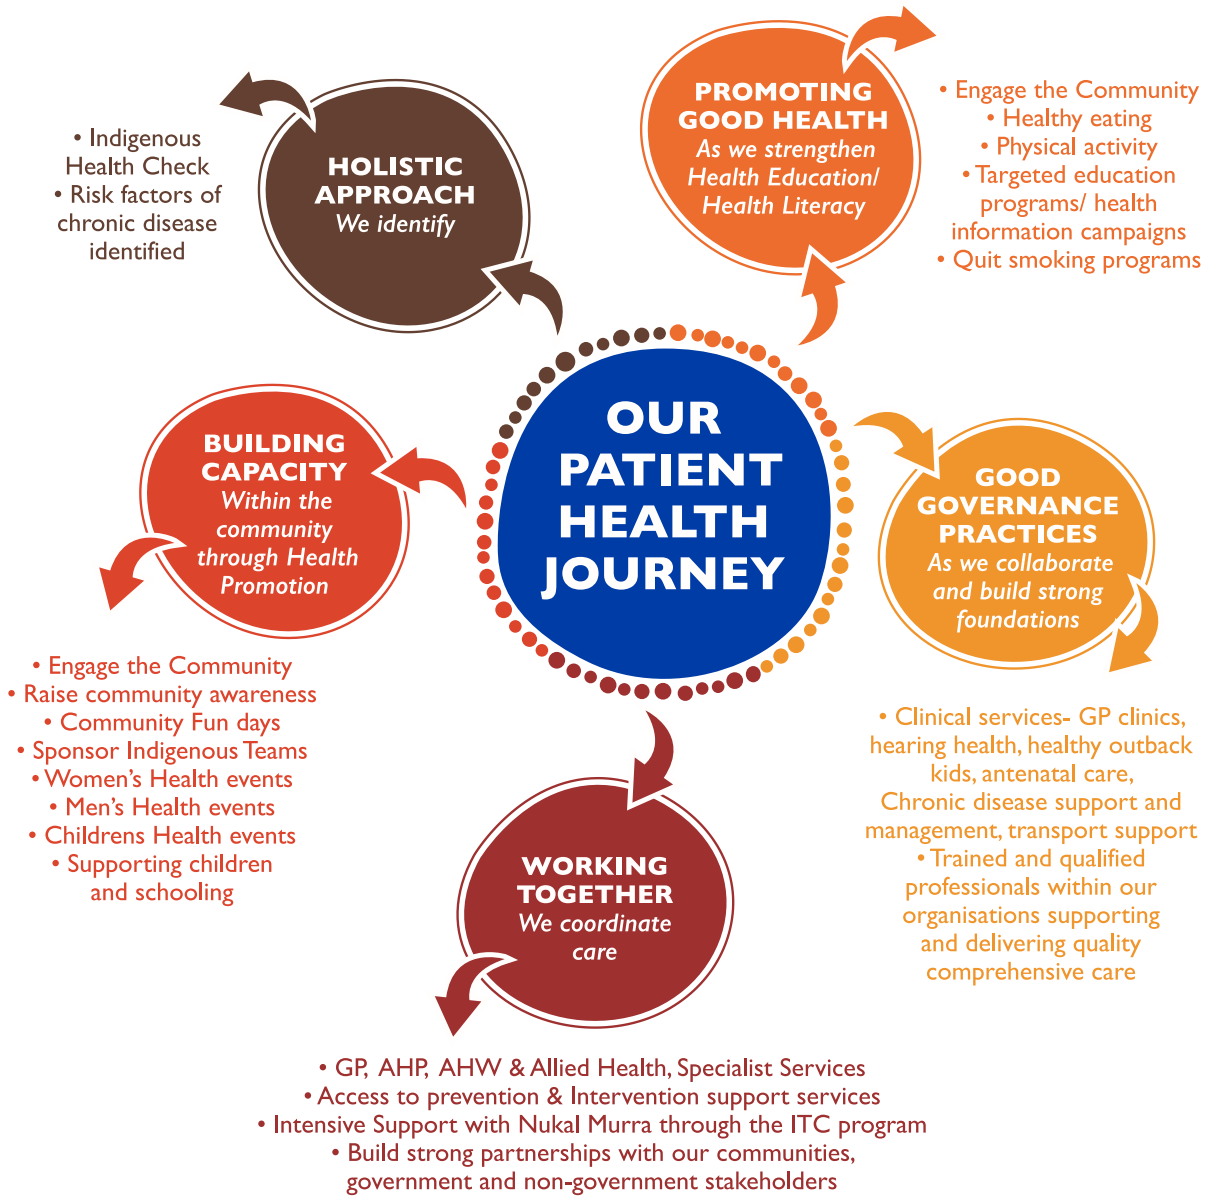 OUR
PATIENT
HEALTH
JOURNEY
HOLISTIC
APPROACH
We identify
• Indigenous
Health Check
• Risk factors of
chronic disease
identified
PROMOTING
GOOD HEALTH
As we strengthen
Health Education/
Health Literacy
• Engage the Community
• Healthy eating
• Physical activity
• Targeted education
programs/ health
information campaigns
• Quit smoking programs
GOOD
GOVERNANCE
PRACTICES
As we collaborate
and build strong
foundations
• Clinical services- GP clinics,
hearing health, healthy outback
kids, antenatal care,
Chronic disease support and
management, transport support
• Trained and qualified
professionals within our
organisations supporting
and delivering quality
comprehensive care
WORKING
TOGETHER
We coordinate
care
• GP, AHP, AHW & Allied Health, Specialist Services
• Access to prevention & Intervention support services
• Intensive Support with Nukal Murra through the ITC program
• Build strong partnerships with our communities,
government and non-government stakeholders
BUILDING
CAPACITY
Within the
community
through Health
Promotion
• Engage the Community
• Raise community awareness
• Community Fun days
• Sponsor Indigenous Teams
• Women's Health events
• Men's Health events
• Childrens Health events
• Supporting children
and schooling